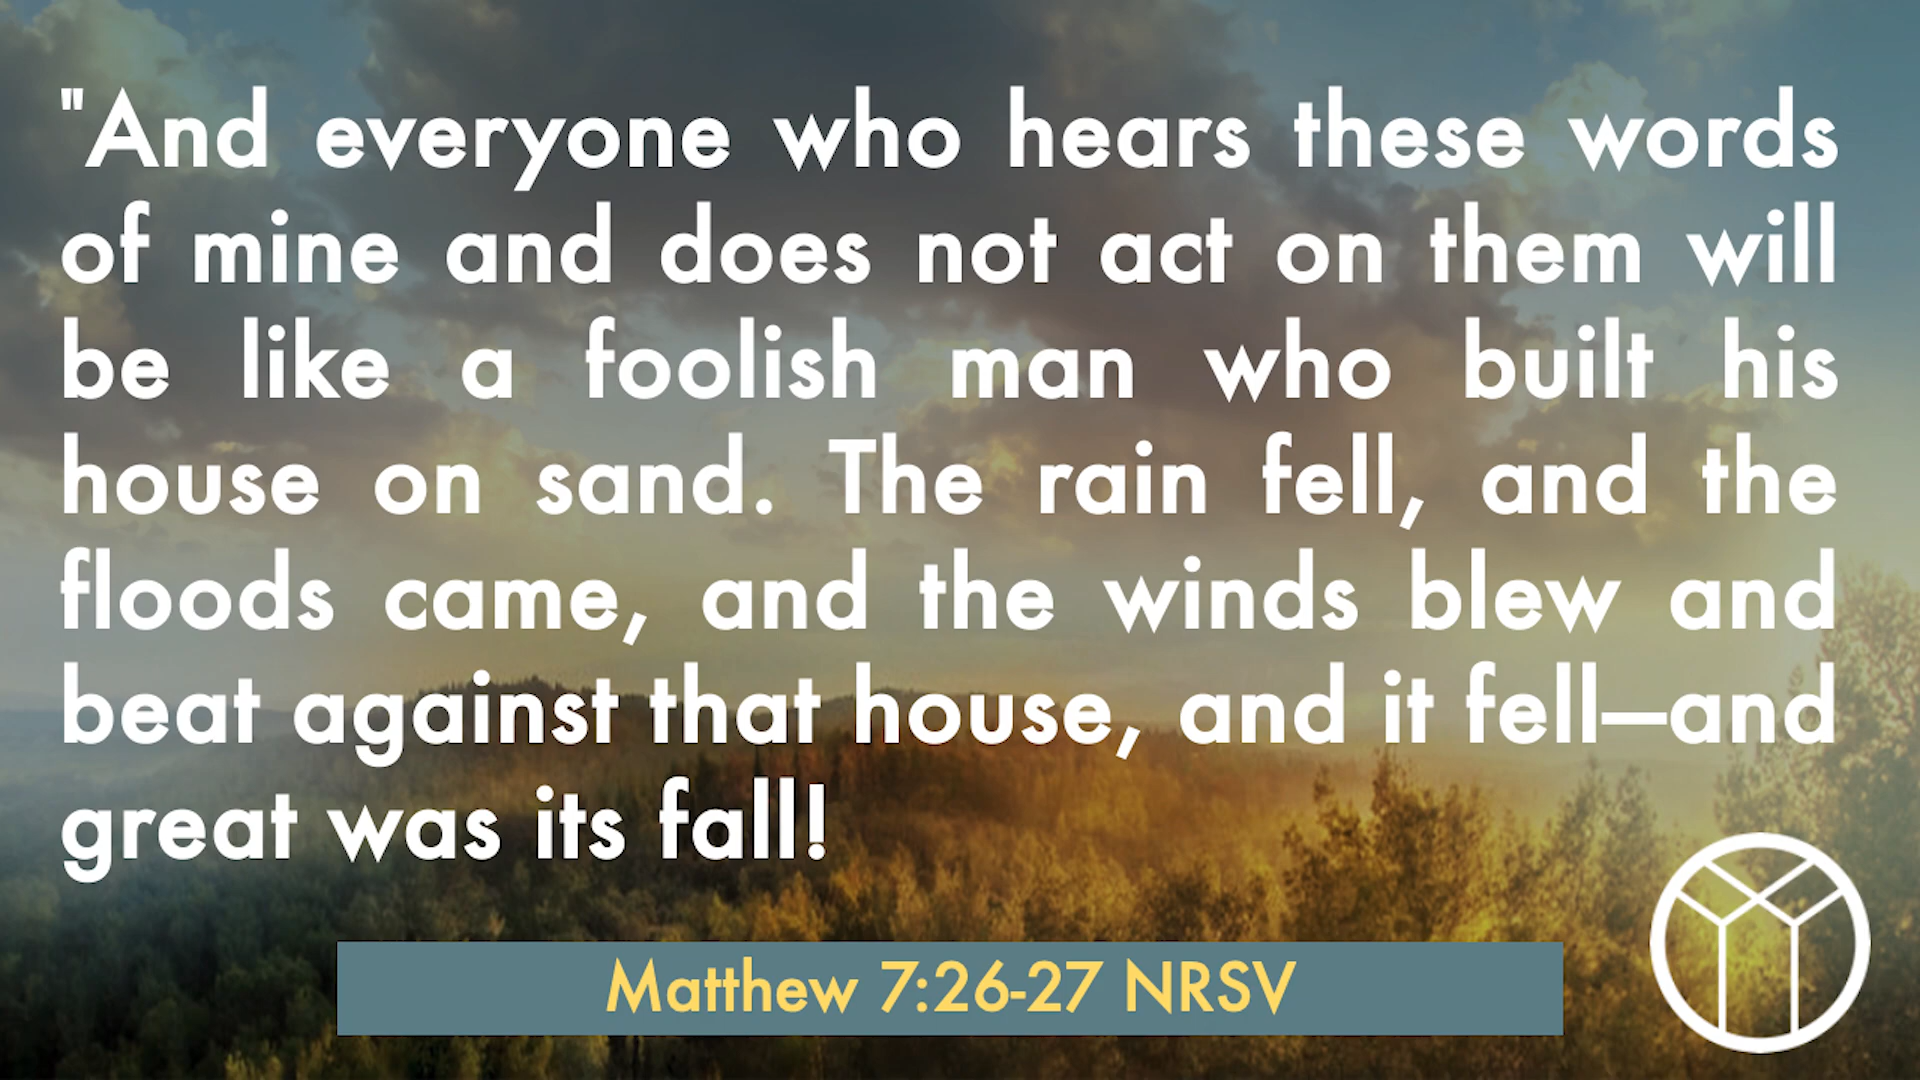 "And everyone who hears these words
of mine and does not act on them will
be like a foolish man who built his
house on sand. The rain fell, and the
floods came, and the winds blew and
beat against that house, and it fell—and
great was its fall!
Matthew 7:26-27 NRSV